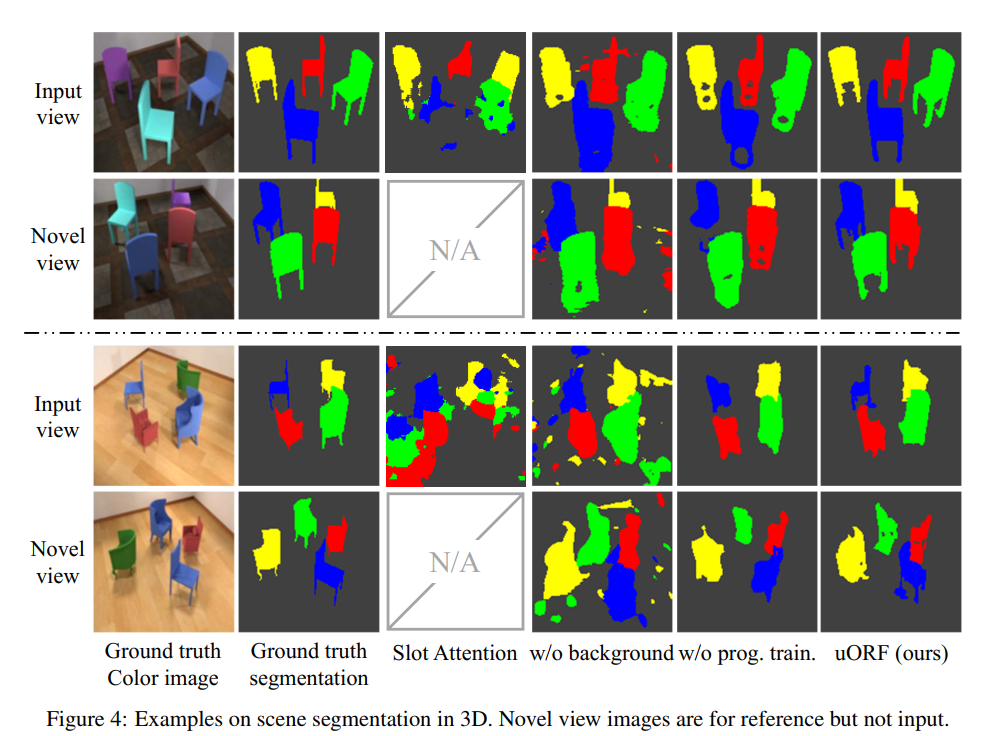 Input
view
Novel
view
N/A
Input
view
Novel
view
N/A
Ground truth
Color image
Ground truth
segmentation
Slot Attention
w/o background
w/o prog. train.
uORF (ours)
Figure 4: Examples on scene segmentation in 3D. Novel view images are for reference but not input.